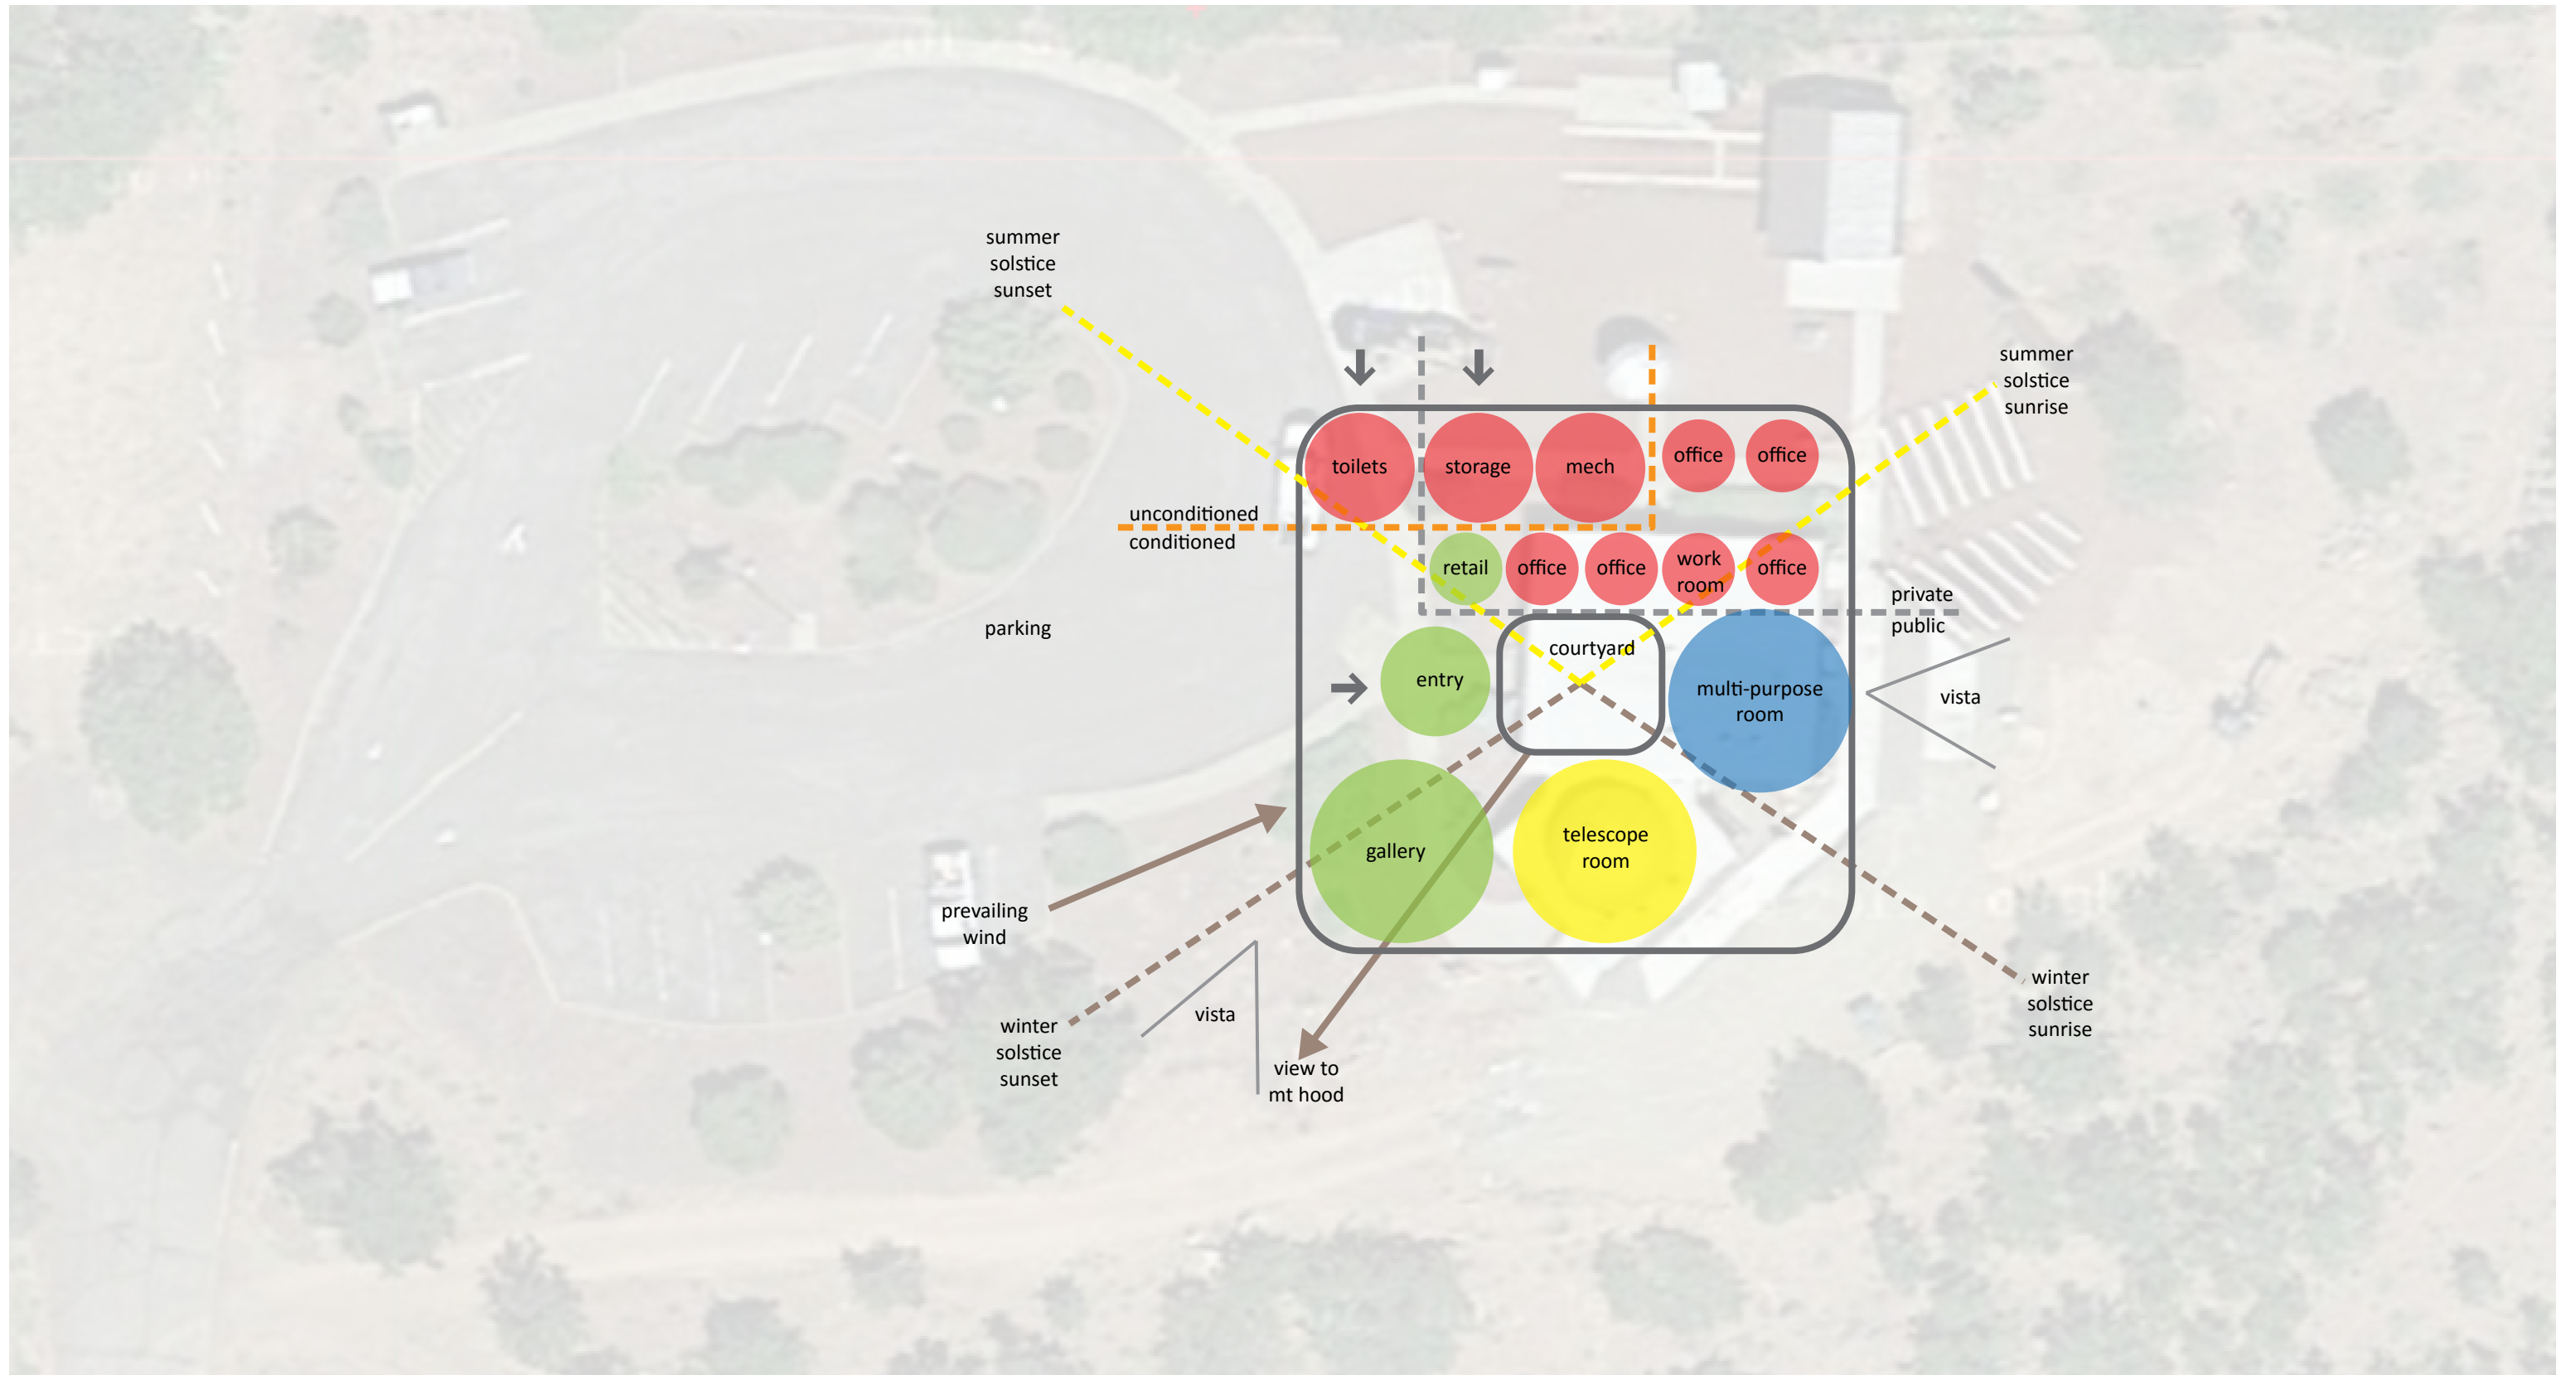 summer
solstice
sunset
summer
solstice
sunrise
toilets
storage
mech
office
office
unconditioned
conditioned
retail
office
office
work
room
office
private
public
parking
courtyard
entry
multi-purpose
room
vista
gallery
telescope
room
prevailing
wind
winter
solstice
sunset
vista
view to
mt hood
winter
solstice
sunrise